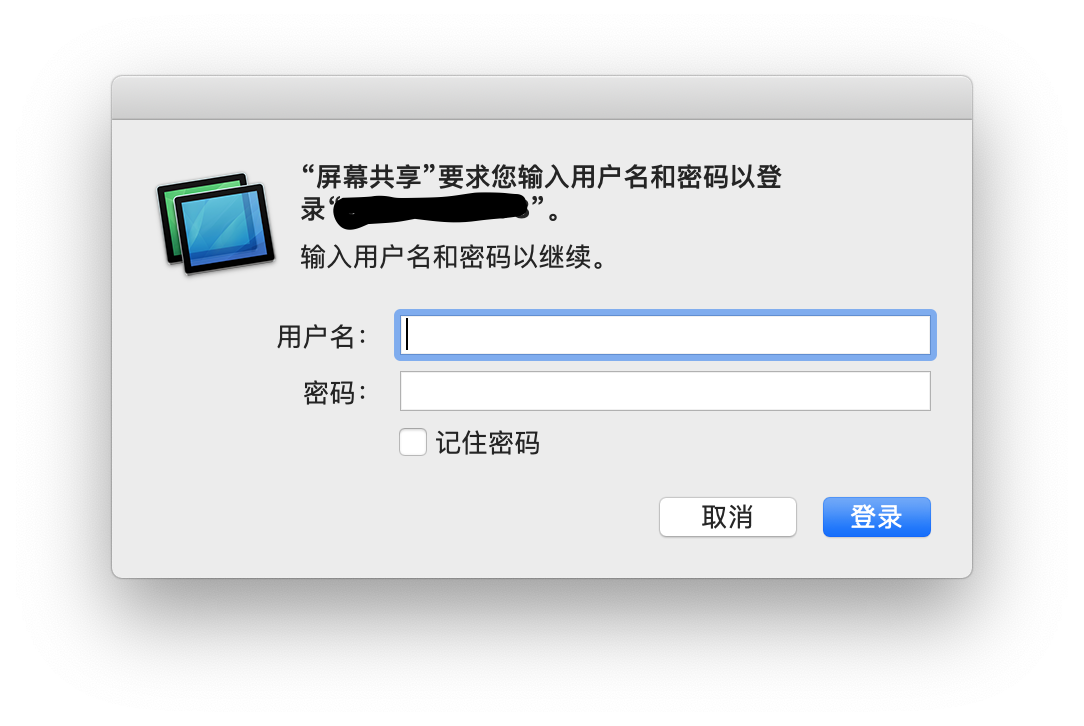 “屏幕共享”要求您输入用户名和密码以登
录“ ”。
输入用户名和密码以继续。
用户名：
密码：
记住密码
取消 登录